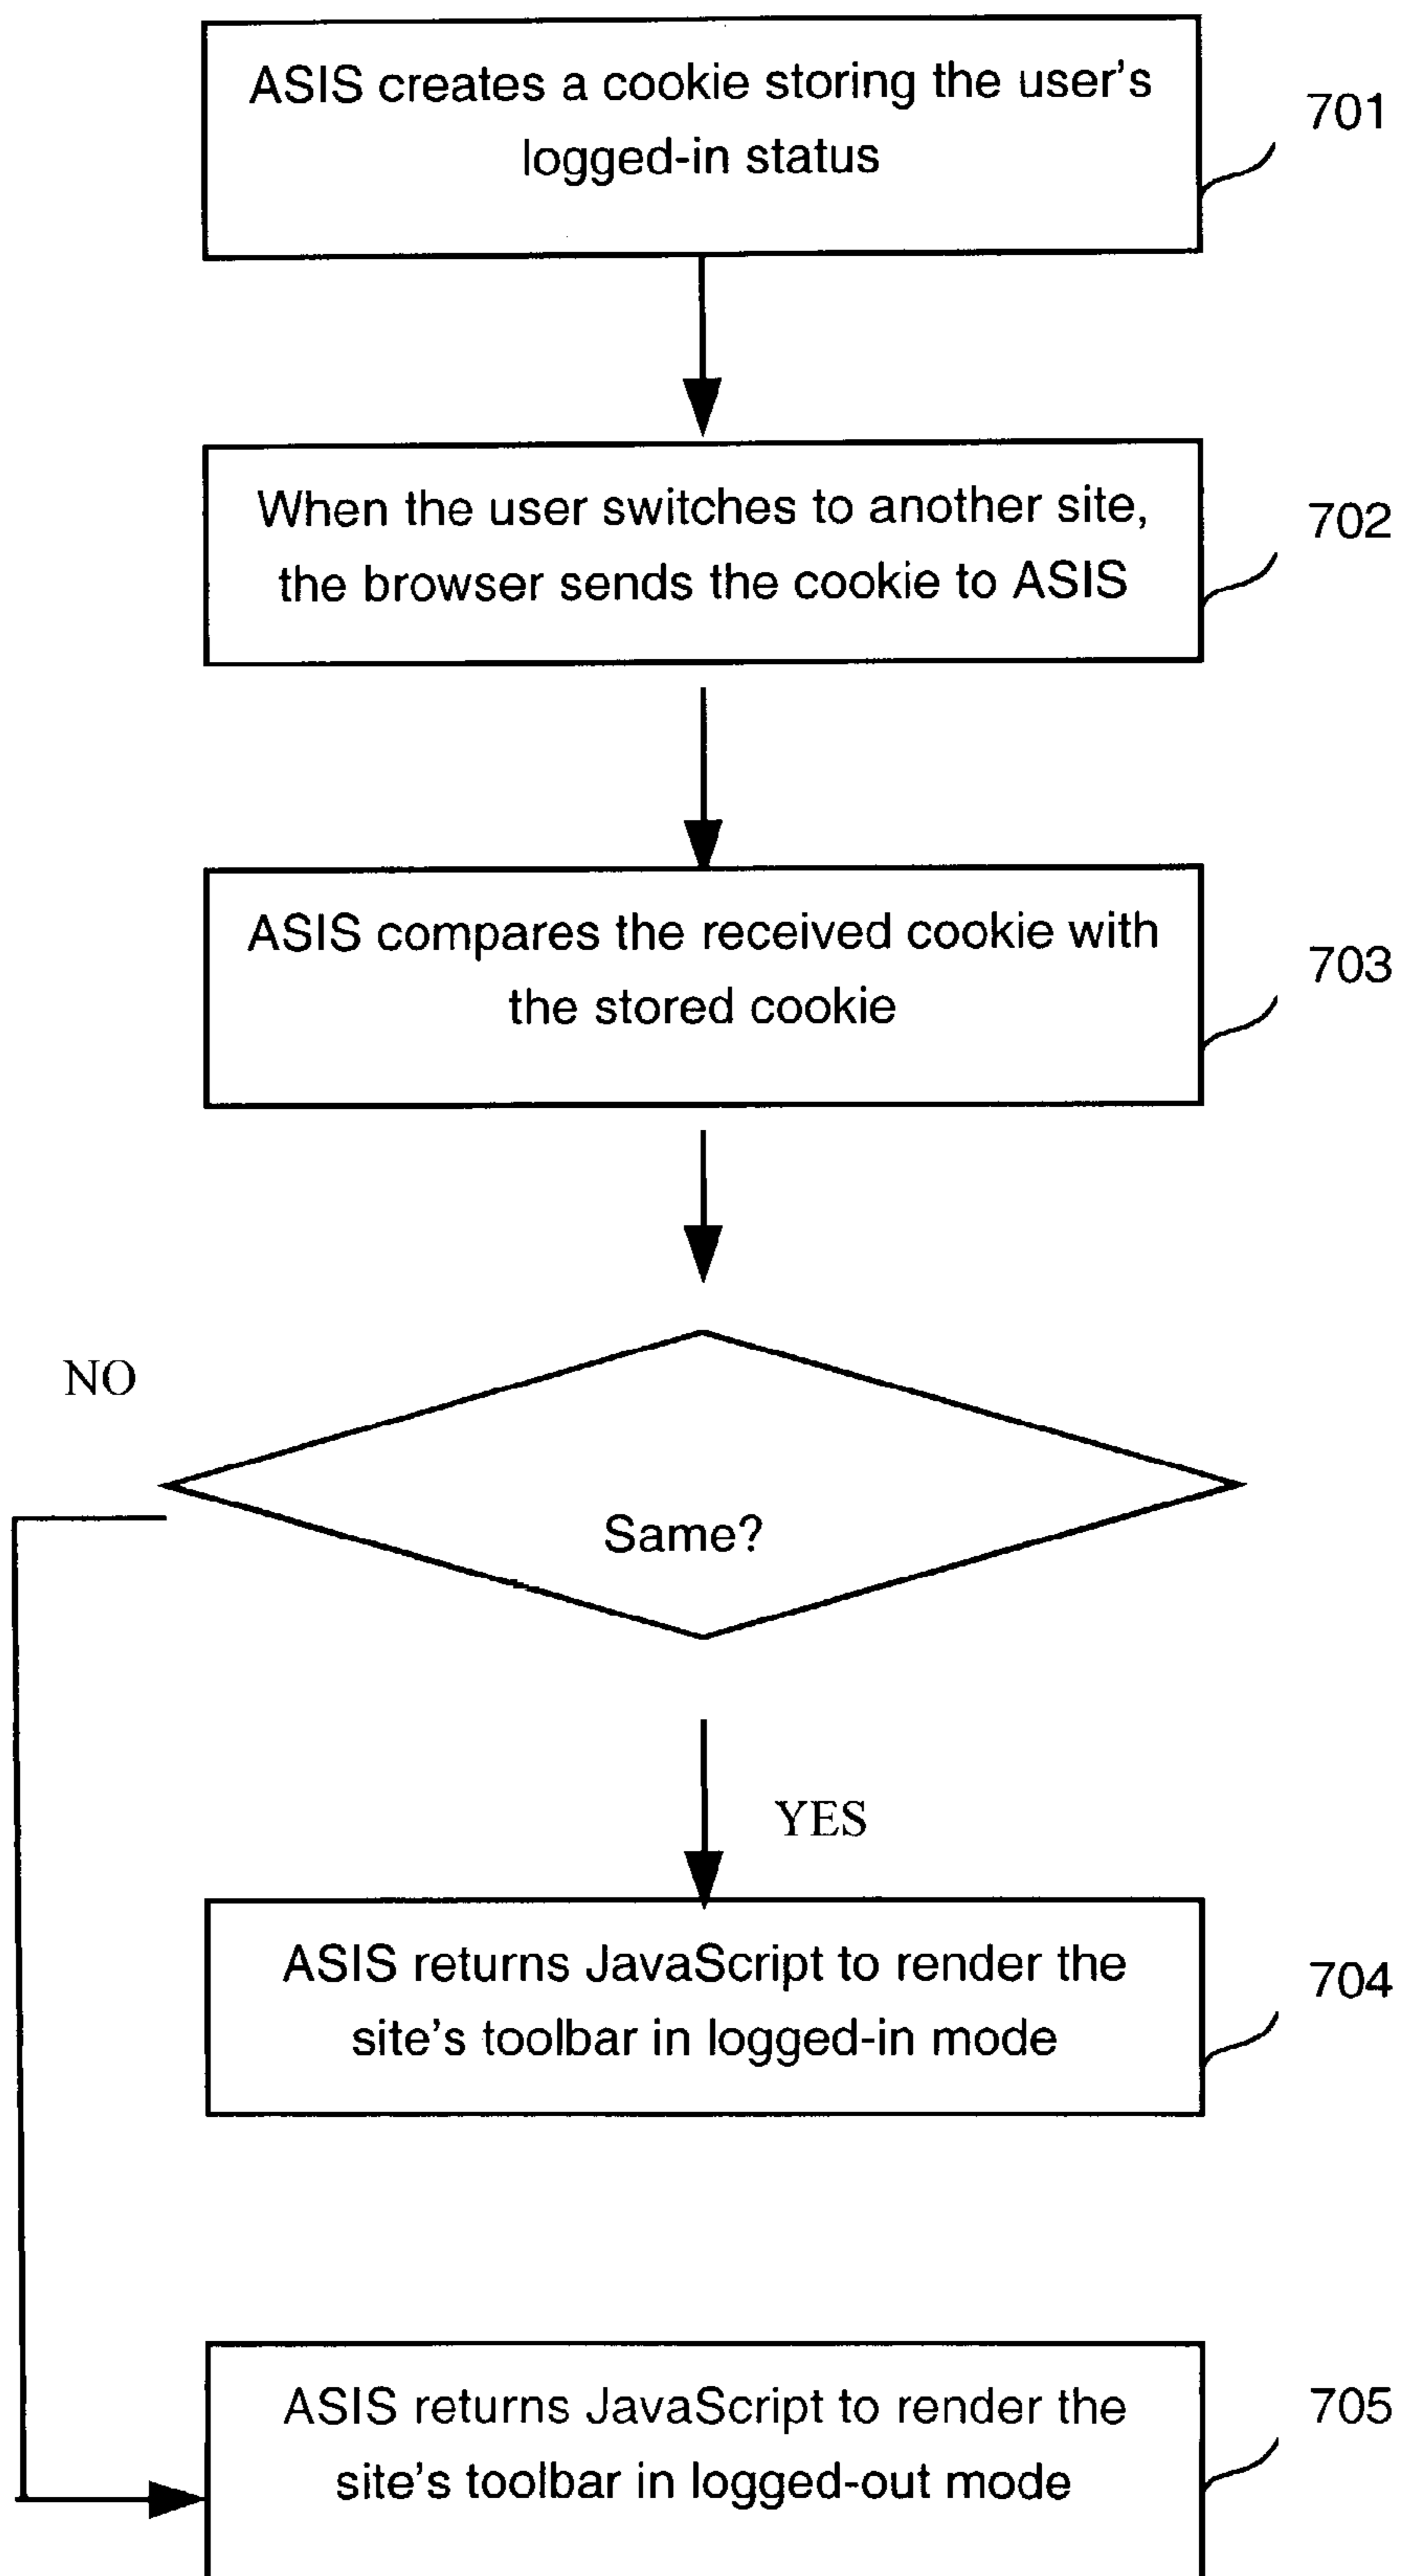 ASIS creates a cookie storing the user's
logged-in status
701
When the user switches to another site,
the browser sends the cookie to ASIS
702
ASIS compares the received cookie with
the stored cookie
703
NO
Same?
YES
ASIS returns JavaScript to render the
site's toolbar in logged-in mode
704
ASIS returns JavaScript to render the
site's toolbar in logged-out mode
705